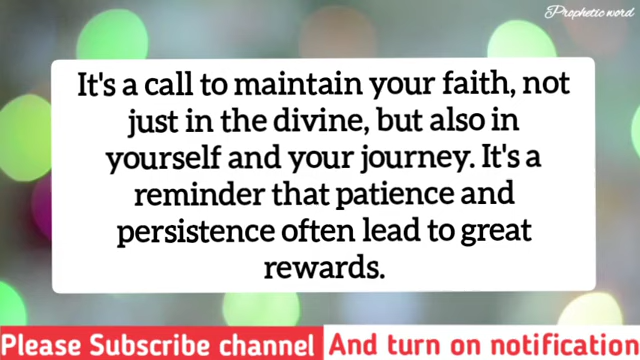 Prophetic word
It's a call to maintain your faith, not
just in the divine, but also in
yourself and your journey. It's a
reminder that patience and
persistence often lead to great
rewards.
Please Subscribe channel And turn on notification